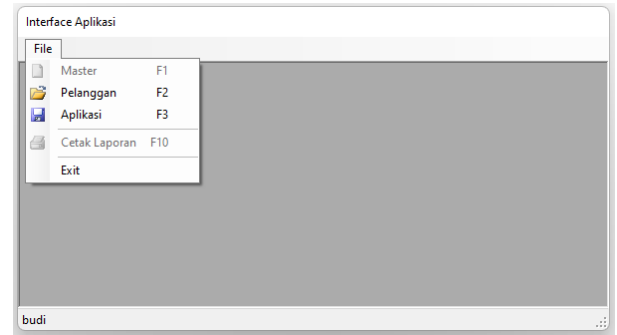 Interface Aplikasi
File
Master F1
Pelanggan F2
Aplikasi F3
Cetak Laporan F10
Exit
budi